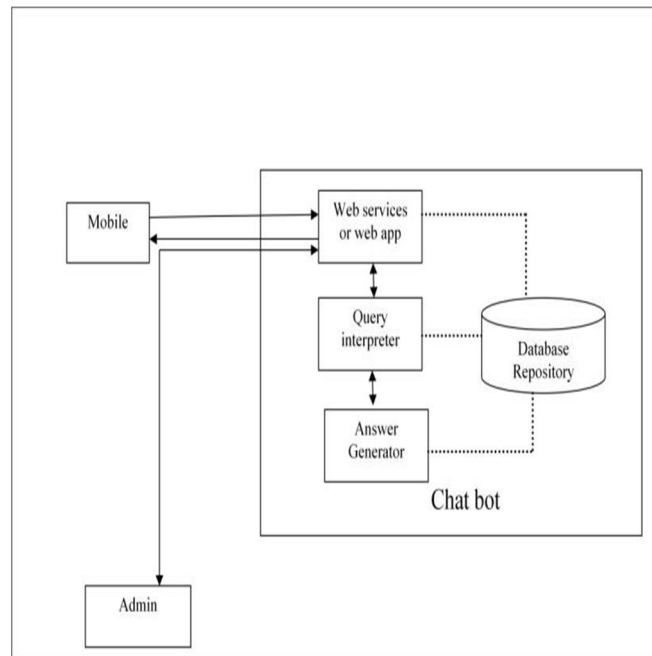 Mobile
Web services
or web app
Query
interpreter
Database
Repository
Answer
Generator
Chat bot
Admin